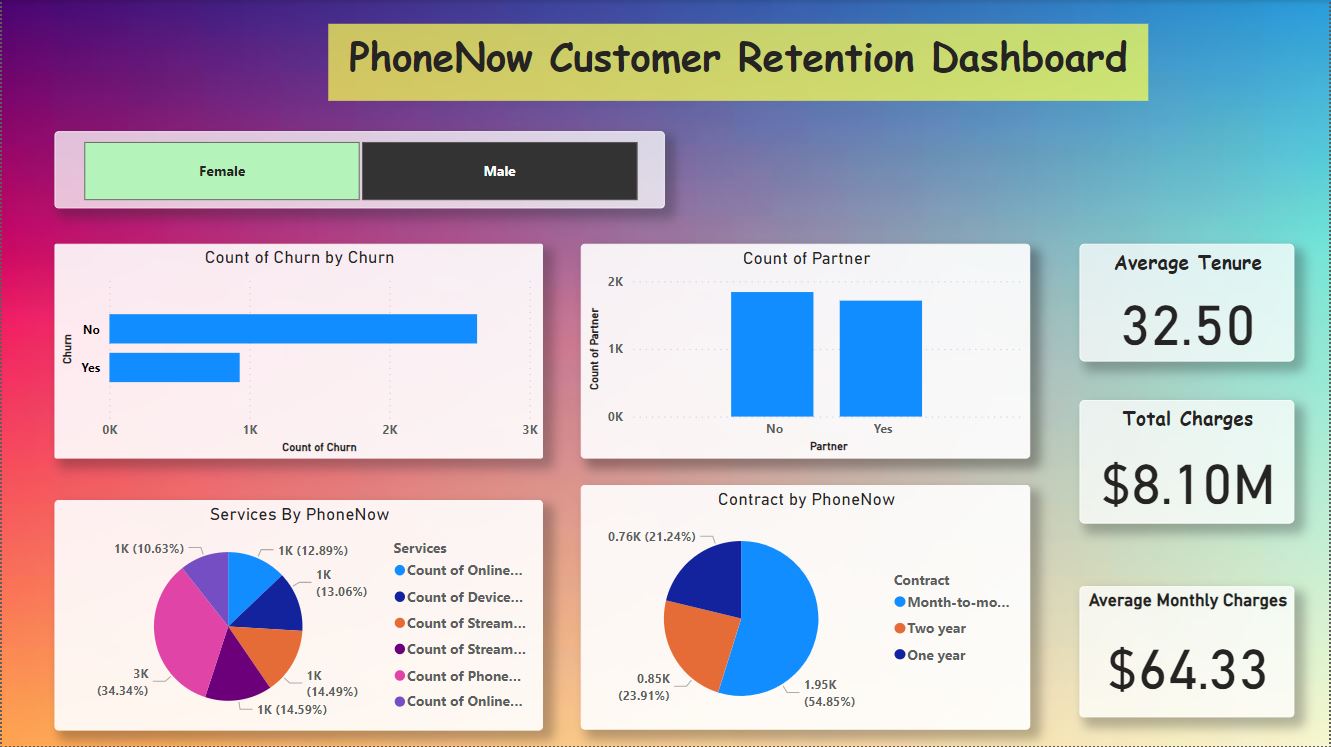 PhoneNow Customer Retention Dashboard
Female
Male
Count of Churn by Churn
Churn
No
Yes
0K
1K
2K
3K
Count of Churn
Count of Partner
Count of Partner
2K
1K
0K
No
Yes
Partner
Average Tenure
32.50
Total Charges
$8.10M
Average Monthly Charges
$64.33
Services By PhoneNow
1K (10.63%)
1K (12.89%)
1K
(13.06%)
1K
(14.49%)
1K (14.59%)
3K
(34.34%)
Services
Count of Online...
Count of Device...
Count of Stream...
Count of Stream...
Count of Phone...
Count of Online...
Contract by PhoneNow
0.76K (21.24%)
0.85K
(23.91%)
1.95K
(54.85%)
Contract
Month-to-mo...
Two year
One year